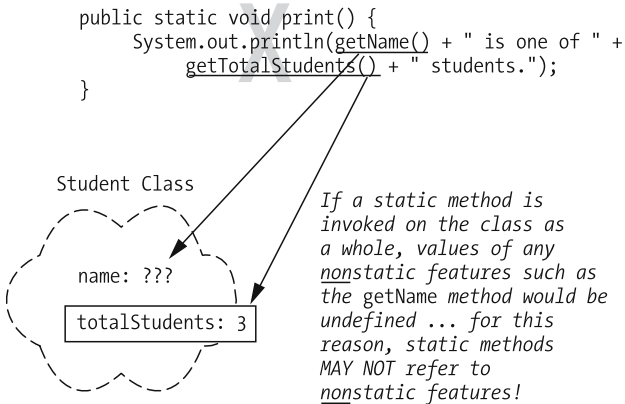 public static void print() {
System.out.println(getName() + " is one of " +
getTotalStudents() + " students.");
}
X
Student Class
name: ???
totalStudents: 3
If a static method is
invoked on the class as
a whole, values of any
nonstatic features such as
the getName method would be
undefined ... for this
reason, static methods
MAY NOT refer to
nonstatic features!